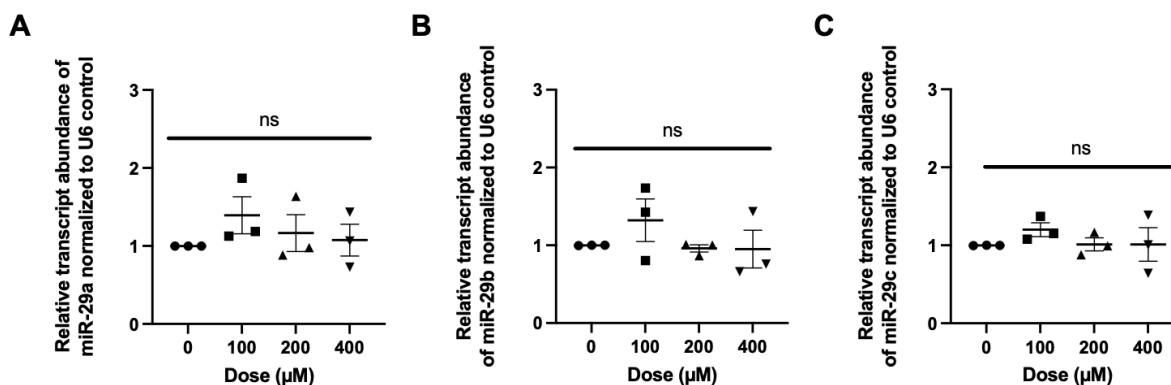 A
Relative transcript abundance of
miR-29a normalized to U6 control
3
2
1
0
ns
0 100 200 400
Dose (µM)
B
Relative transcript abundance
of miR-29b normalized to U6 control
3
2
1
0
ns
0 100 200 400
Dose (µM)
C
Relative transcript abundance
of miR-29c normalized to U6 control
3
2
1
0
ns
0 100 200 400
Dose (µM)